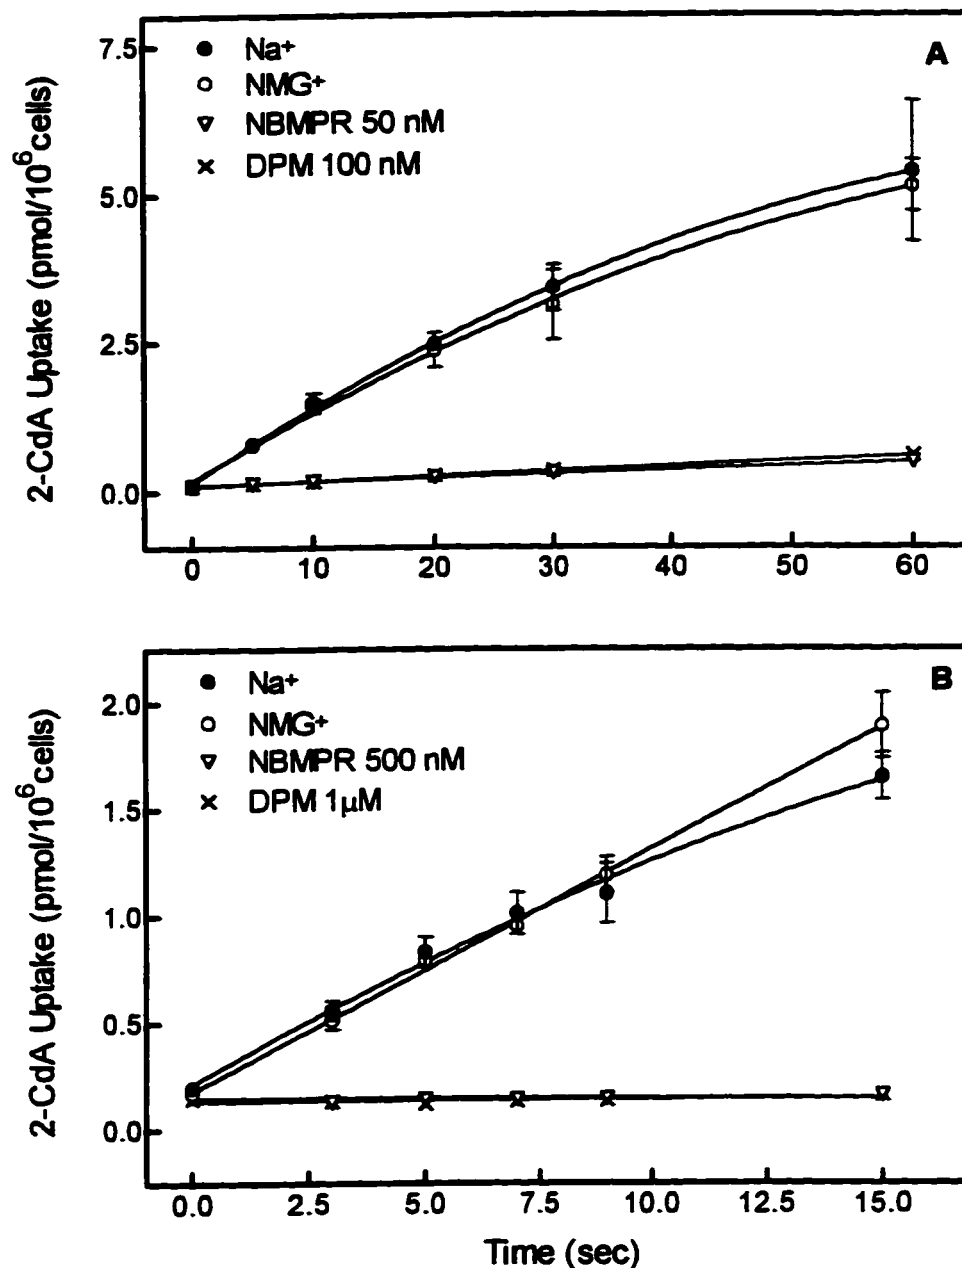 A
Na⁺
NMG⁺
NBMPR 50 nM
DPM 100 nM
2-CdA Uptake (pmol/10⁶cells)
7.5
5.0
2.5
0.0
0 10 20 30 40 50 60
B
Na⁺
NMG⁺
NBMPR 500 nM
DPM 1μM
2-CdA Uptake (pmol/10⁶cells)
2.0
1.5
1.0
0.5
0.0
0.0 2.5 5.0 7.5 10.0 12.5 15.0
Time (sec)